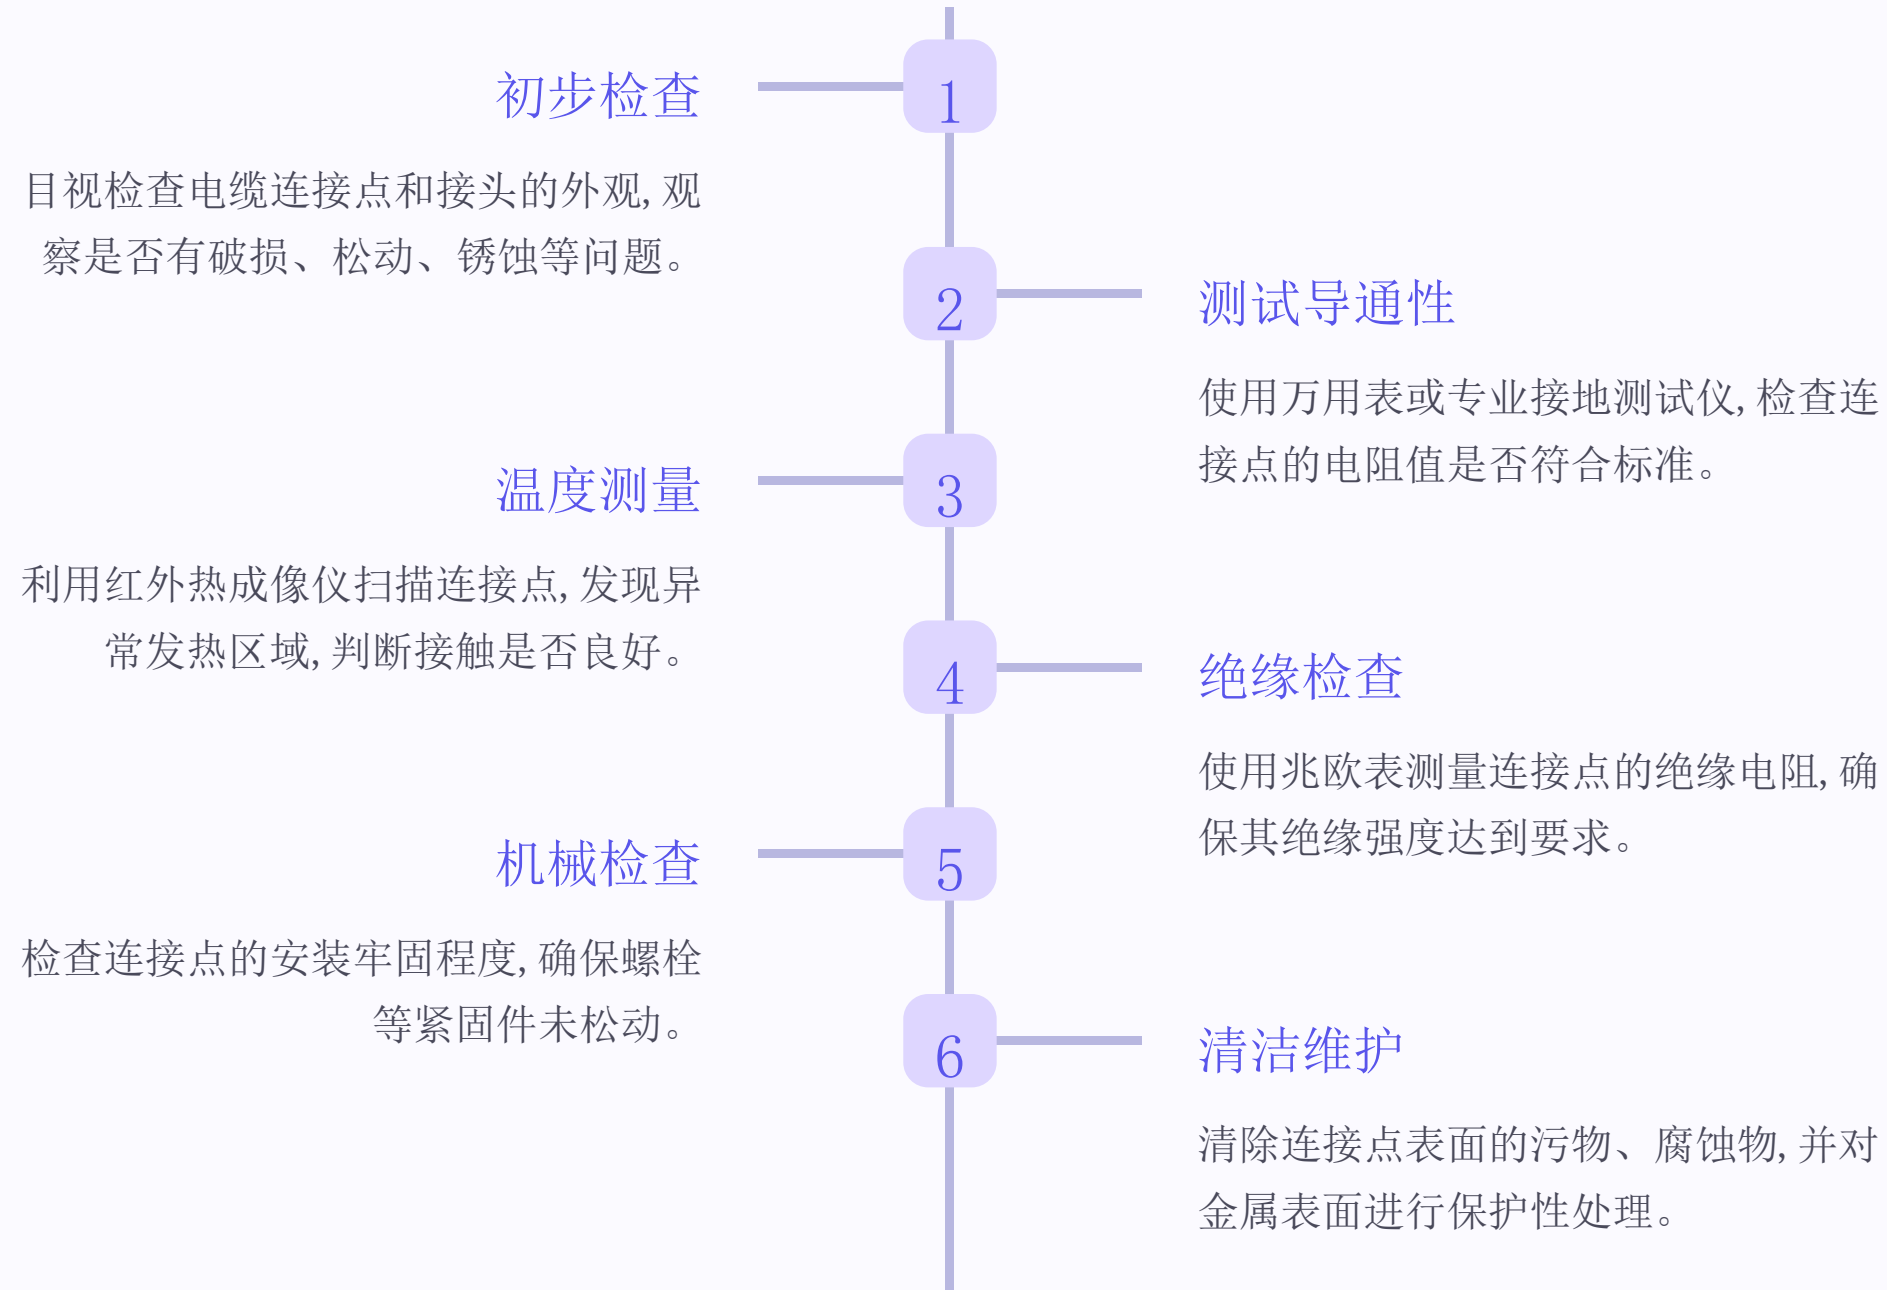 1
初步检查
目视检查电缆连接点和接头的外观,观
察是否有破损、松动、锈蚀等问题。
2
测试导通性
使用万用表或专业接地测试仪,检查连
接点的电阻值是否符合标准。
3
温度测量
利用红外热成像仪扫描连接点,发现异
常发热区域,判断接触是否良好。
4
绝缘检查
使用兆欧表测量连接点的绝缘电阻,确
保其绝缘强度达到要求。
5
机械检查
检查连接点的安装牢固程度,确保螺栓
等紧固件未松动。
6
清洁维护
清除连接点表面的污物、腐蚀物,并对
金属表面进行保护性处理。